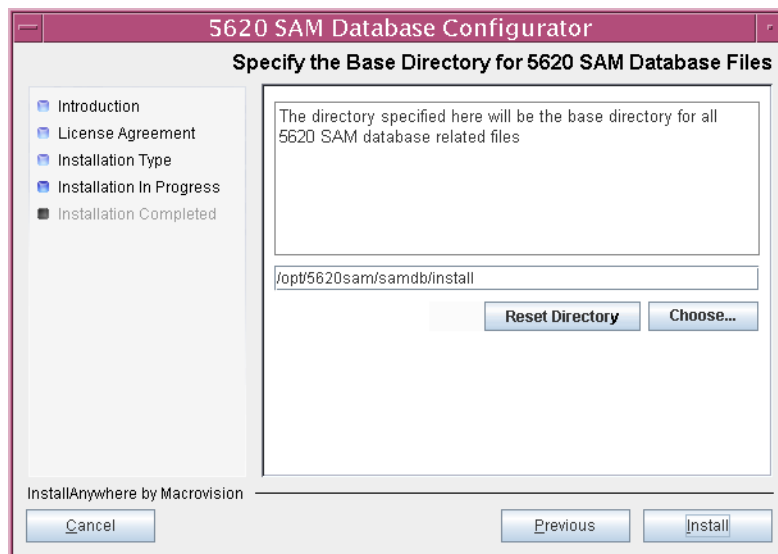 5620 SAM Database Configurator
Specify the Base Directory for 5620 SAM Database Files
Introduction
License Agreement
Installation Type
Installation In Progress
Installation Completed
The directory specified here will be the base directory for all
5620 SAM database related files
/opt/5620sam/samdb/install
Reset Directory
Choose...
InstallAnywhere by Macrovision
Cancel
Previous
Install